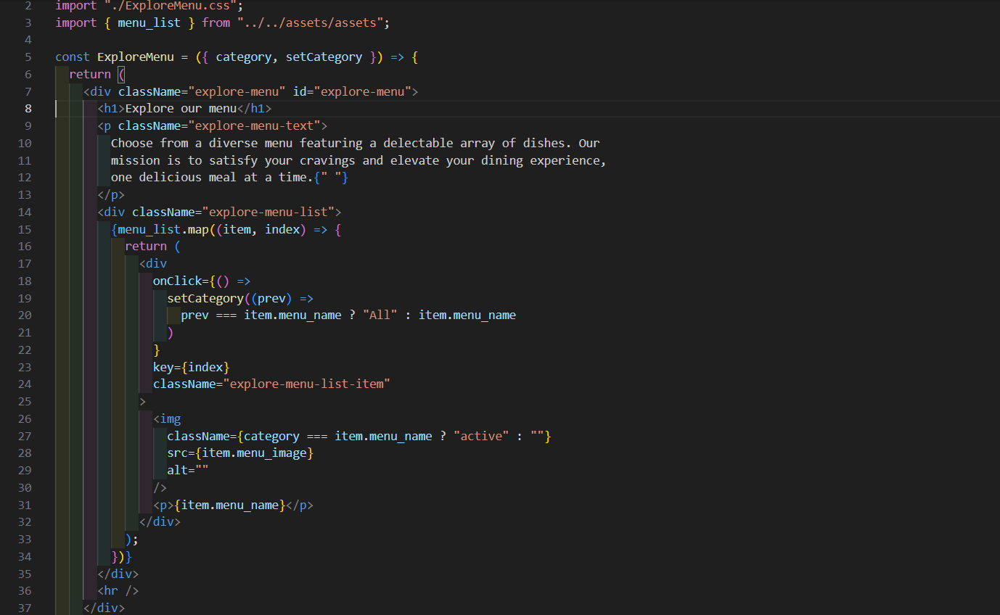 2 import "./ExploreMenu.css";
3 import { menu_list } from "../../assets/assets";
4
5 const ExploreMenu = ({ category, setCategory }) => {
6   return (
7     <div className="explore-menu" id="explore-menu">
8       <h1>Explore our menu</h1>
9       <p className="explore-menu-text">
10         Choose from a diverse menu featuring a delectable array of dishes. Our
11         mission is to satisfy your cravings and elevate your dining experience,
12         one delicious meal at a time.{" "}
13       </p>
14       <div className="explore-menu-list">
15         {menu_list.map((item, index) => {
16           return (
17             <div
18               onClick={() =>
19                 setCategory((prev) =>
20                   prev === item.menu_name ? "All" : item.menu_name
21                 )
22               }
23               key={index}
24               className="explore-menu-list-item"
25             >
26               <img
27                 className={category === item.menu_name ? "active" : ""}
28                 src={item.menu_image}
29                 alt=""
30               />
31               <p>{item.menu_name}</p>
32             </div>
33           );
34         })}
35       </div>
36       <hr />
37     </div>